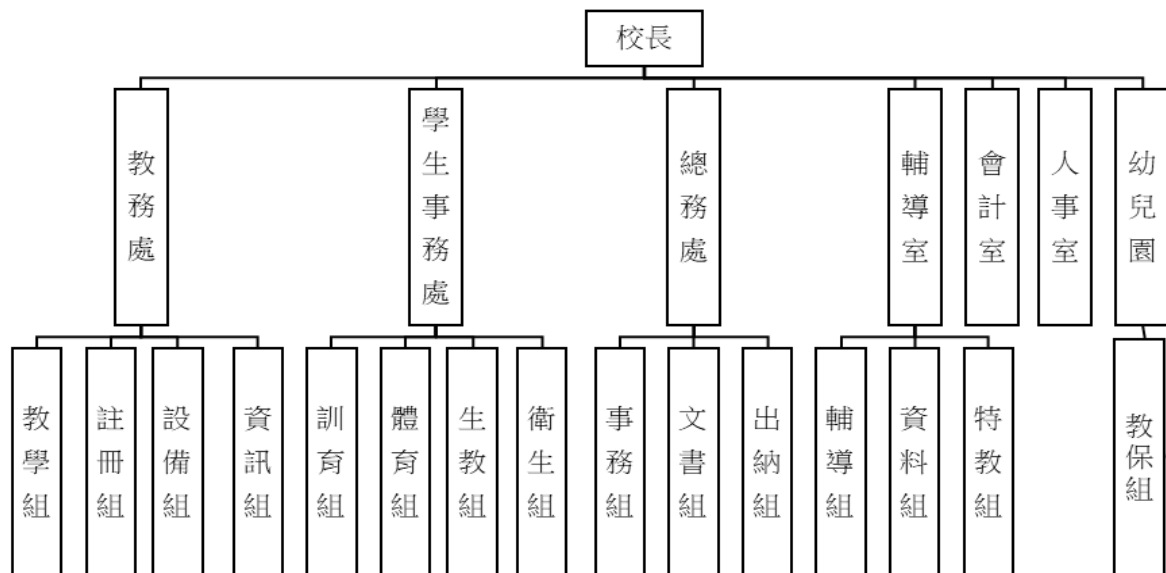 校長
教務處
學生事務處
總務處
輔導室
會計室
人事室
幼兒園
教學組
註冊組
設備組
資訊組
訓育組
體育組
生教組
衛生組
事務組
文書組
出納組
輔導組
資料組
特教組
教保組